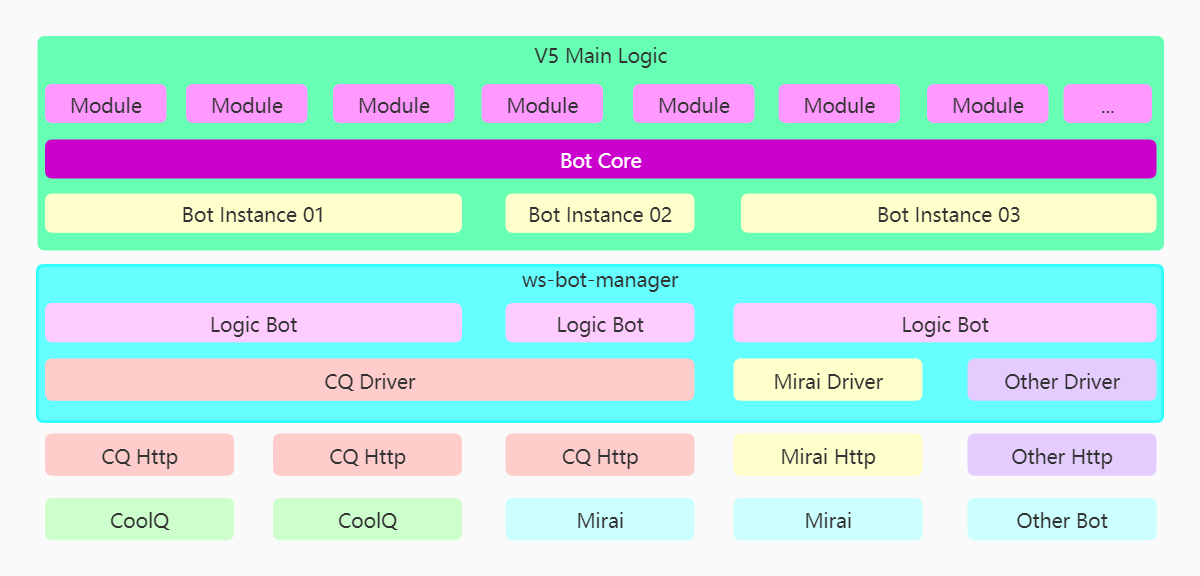 V5 Main Logic
Module Module Module Module Module Module Module ...
Bot Core
Bot Instance 01 Bot Instance 02 Bot Instance 03
ws-bot-manager
Logic Bot Logic Bot Logic Bot
CQ Driver Mirai Driver Other Driver
CQ Http CQ Http CQ Http Mirai Http Other Http
CoolQ CoolQ Mirai Mirai Other Bot